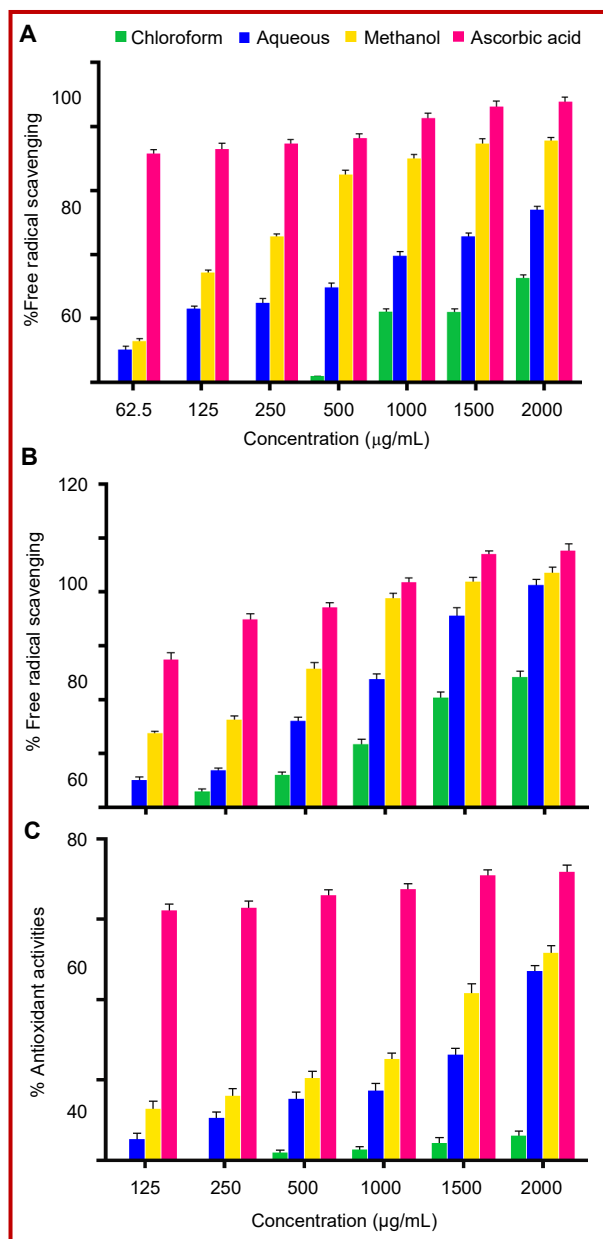 A
Chloroform Aqueous Methanol Ascorbic acid
100
80
60
%Free radical scavenging
62.5 125 250 500 1000 1500 2000
Concentration (µg/mL)
B
120
100
80
60
% Free radical scavenging
C
80
60
40
% Antioxidant activities
125 250 500 1000 1500 2000
Concentration (µg/mL)